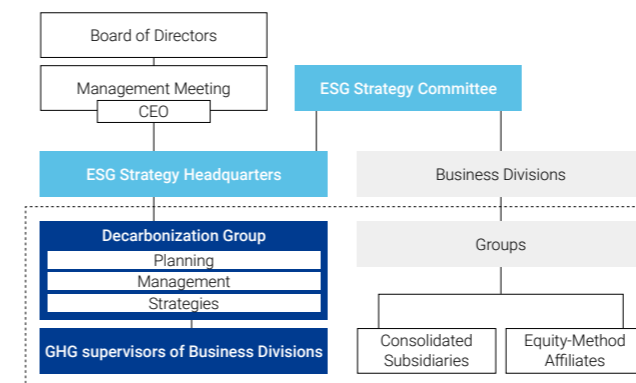 Board of Directors
Management Meeting
CEO
ESG Strategy Committee
ESG Strategy Headquarters
Business Divisions
Decarbonization Group
Planning
Management
Strategies
GHG supervisors of Business Divisions
Groups
Consolidated
Subsidiaries
Equity-Method
Affiliates